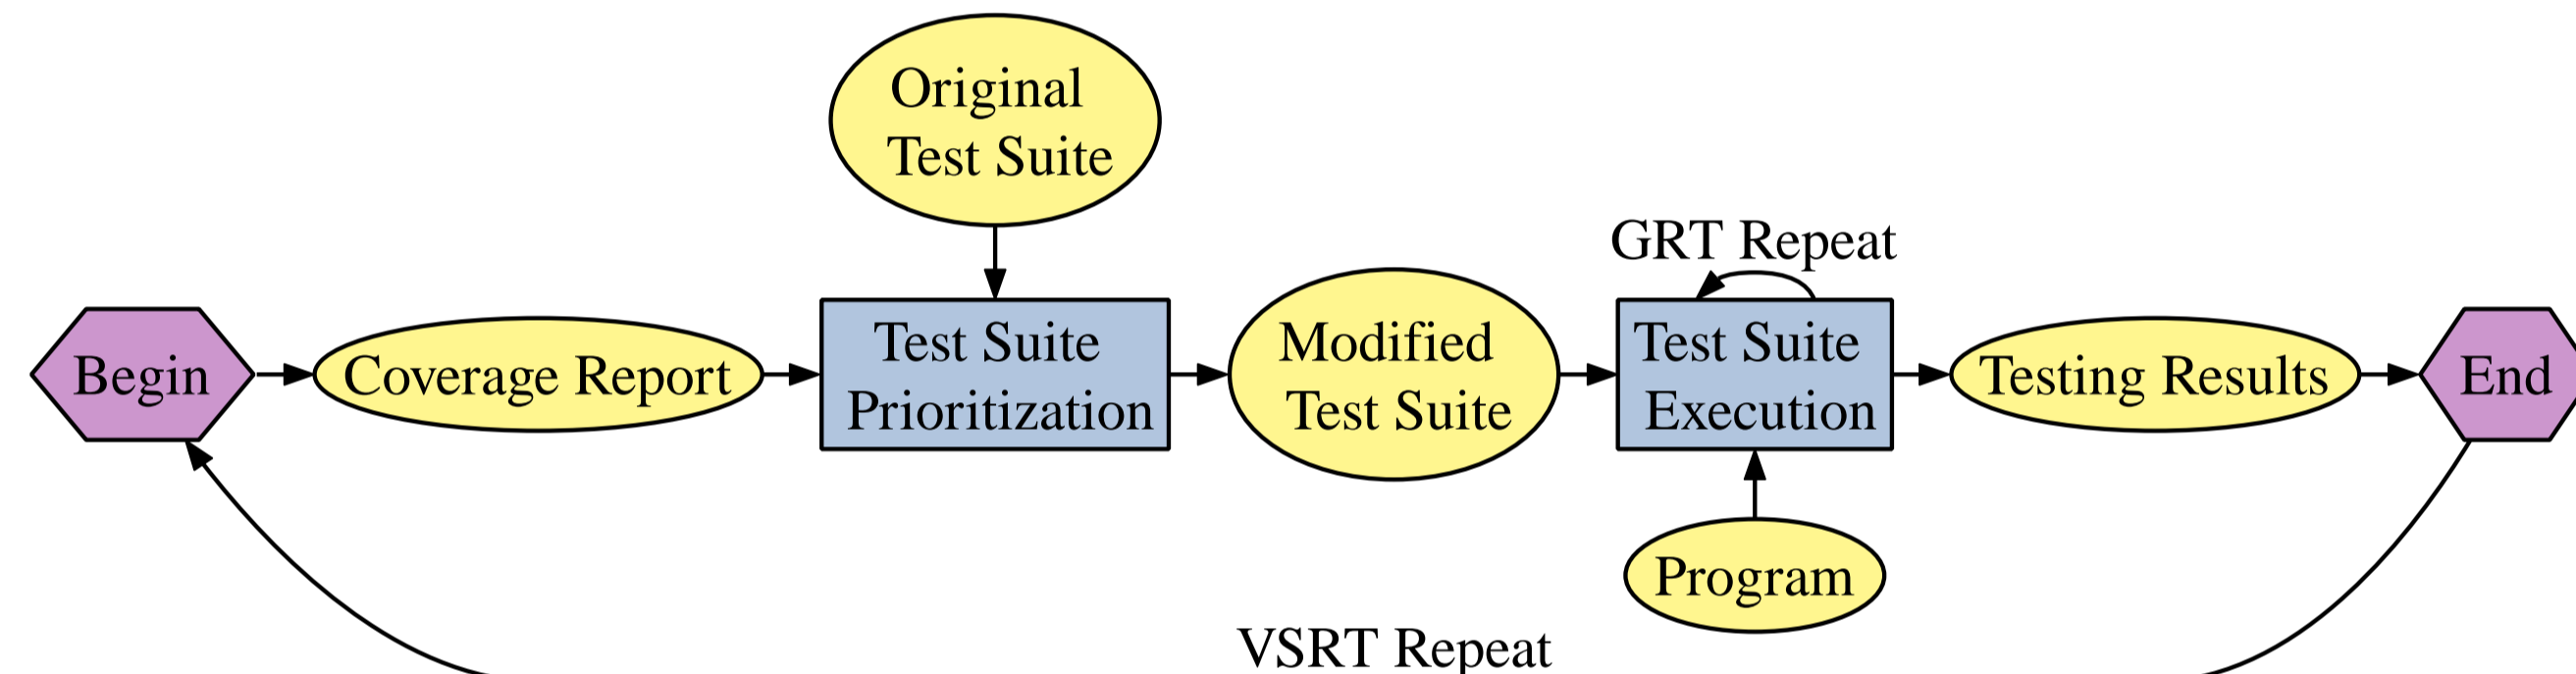 Original
Test Suite
GRT Repeat
Begin
Coverage Report
Test Suite
Prioritization
Modified
Test Suite
Test Suite
Execution
Testing Results
End
Program
VSRT Repeat